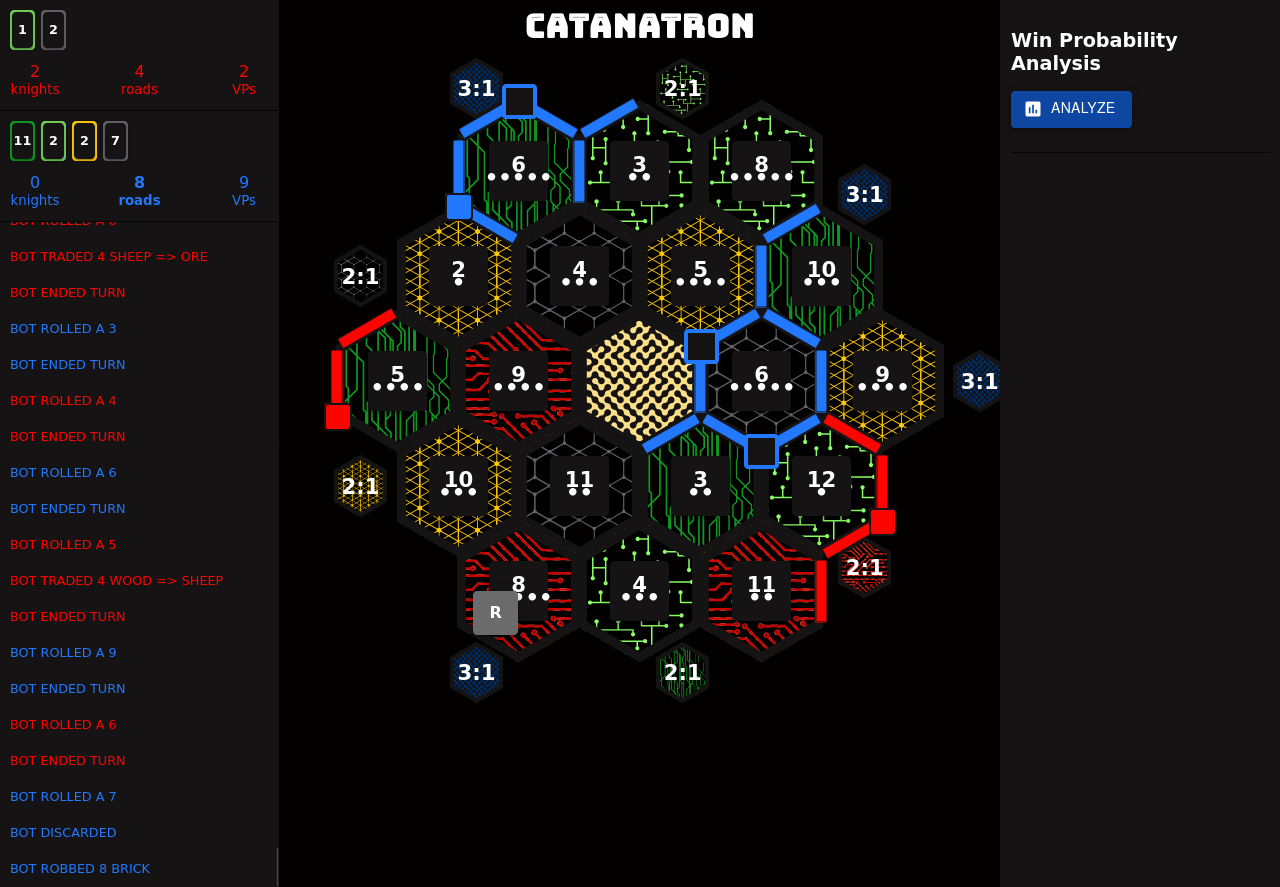 CATANATRON
1 2
2 4 2
knights roads VPs
11 2 2 7
0 8 9
knights roads VPs
BOT TRADED 4 SHEEP => ORE
BOT ENDED TURN
BOT ROLLED A 3
BOT ENDED TURN
BOT ROLLED A 4
BOT ENDED TURN
BOT ROLLED A 6
BOT ENDED TURN
BOT ROLLED A 5
BOT TRADED 4 WOOD => SHEEP
BOT ENDED TURN
BOT ROLLED A 9
BOT ENDED TURN
BOT ROLLED A 6
BOT ENDED TURN
BOT ROLLED A 7
BOT DISCARDED
BOT ROBBED 8 BRICK
3:1 2:1
6 3 8
3:1
2:1 2 4 5 10
5 9 6 9 3:1
2:1 10 11 3 12
2:1
8 4 11
R
3:1 2:1
Win Probability
Analysis
ANALYZE